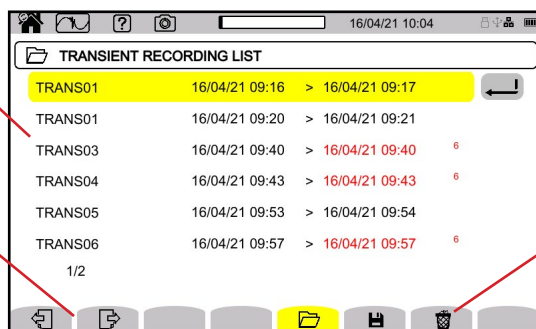 ? 16/04/21 10:04
TRANSIENT RECORDING LIST
TRANS01 16/04/21 09:16 > 16/04/21 09:17
TRANS01 16/04/21 09:20 > 16/04/21 09:21
TRANS03 16/04/21 09:40 > 16/04/21 09:40 6
TRANS04 16/04/21 09:43 > 16/04/21 09:43 6
TRANS05 16/04/21 09:53 > 16/04/21 09:54
TRANS06 16/04/21 09:57 > 16/04/21 09:57 6
1/2